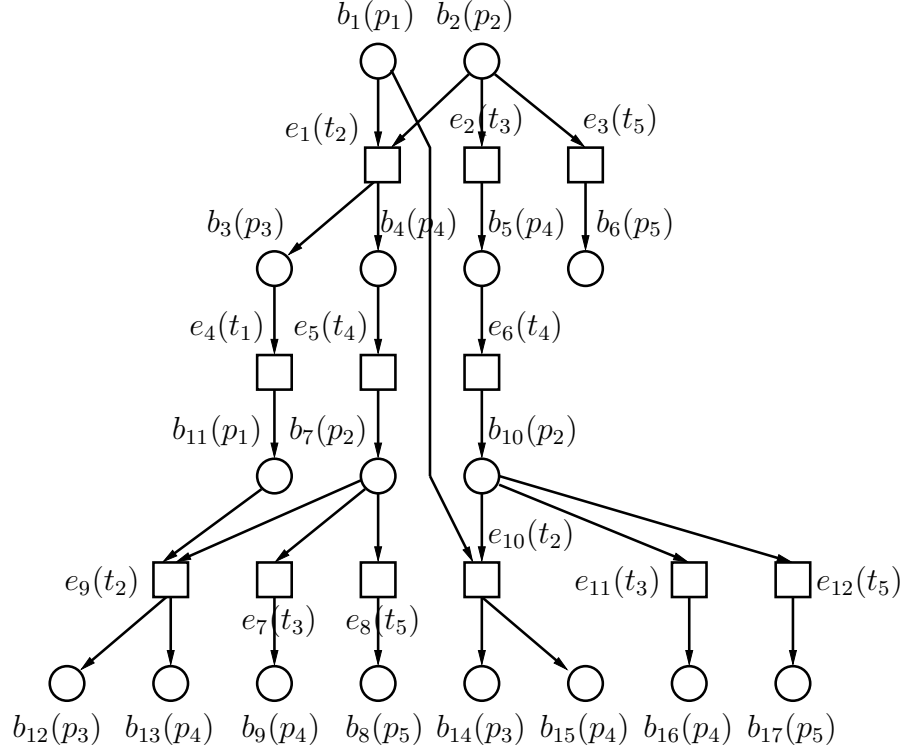 b₁(p₁) b₂(p₂)
e₁(t₂) e₂(t₃) e₃(t₅)
b₃(p₃) b₄(p₄) b₅(p₄) b₆(p₅)
e₄(t₁) e₅(t₄) e₆(t₄)
b₁₁(p₁) b₇(p₂) b₁₀(p₂)
e₁₀(t₂)
e₉(t₂) e₁₁(t₃) e₁₂(t₅)
e₇(t₃) e₈(t₅)
b₁₂(p₃) b₁₃(p₄) b₉(p₄) b₈(p₅) b₁₄(p₃) b₁₅(p₄) b₁₆(p₄) b₁₇(p₅)